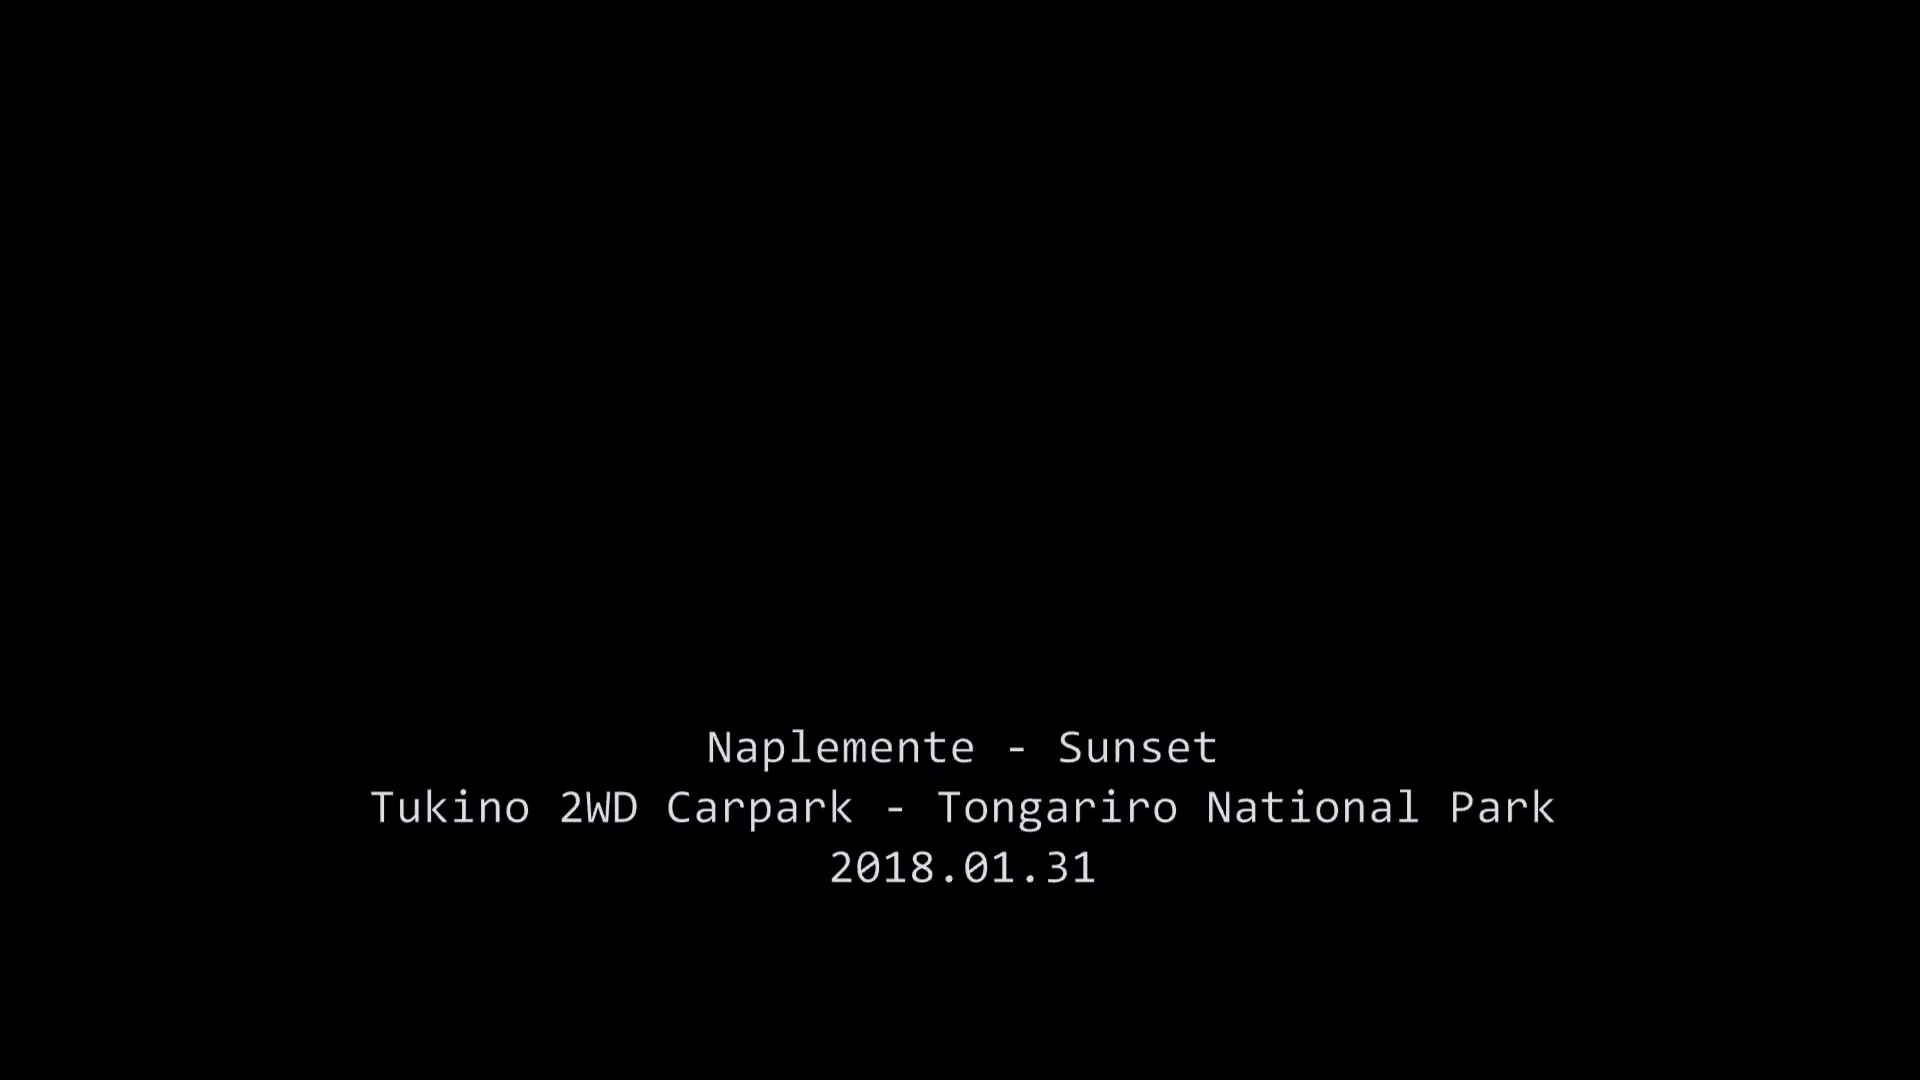 Naplemente - Sunset
Tukino 2WD Carpark - Tongariro National Park
2018.01.31